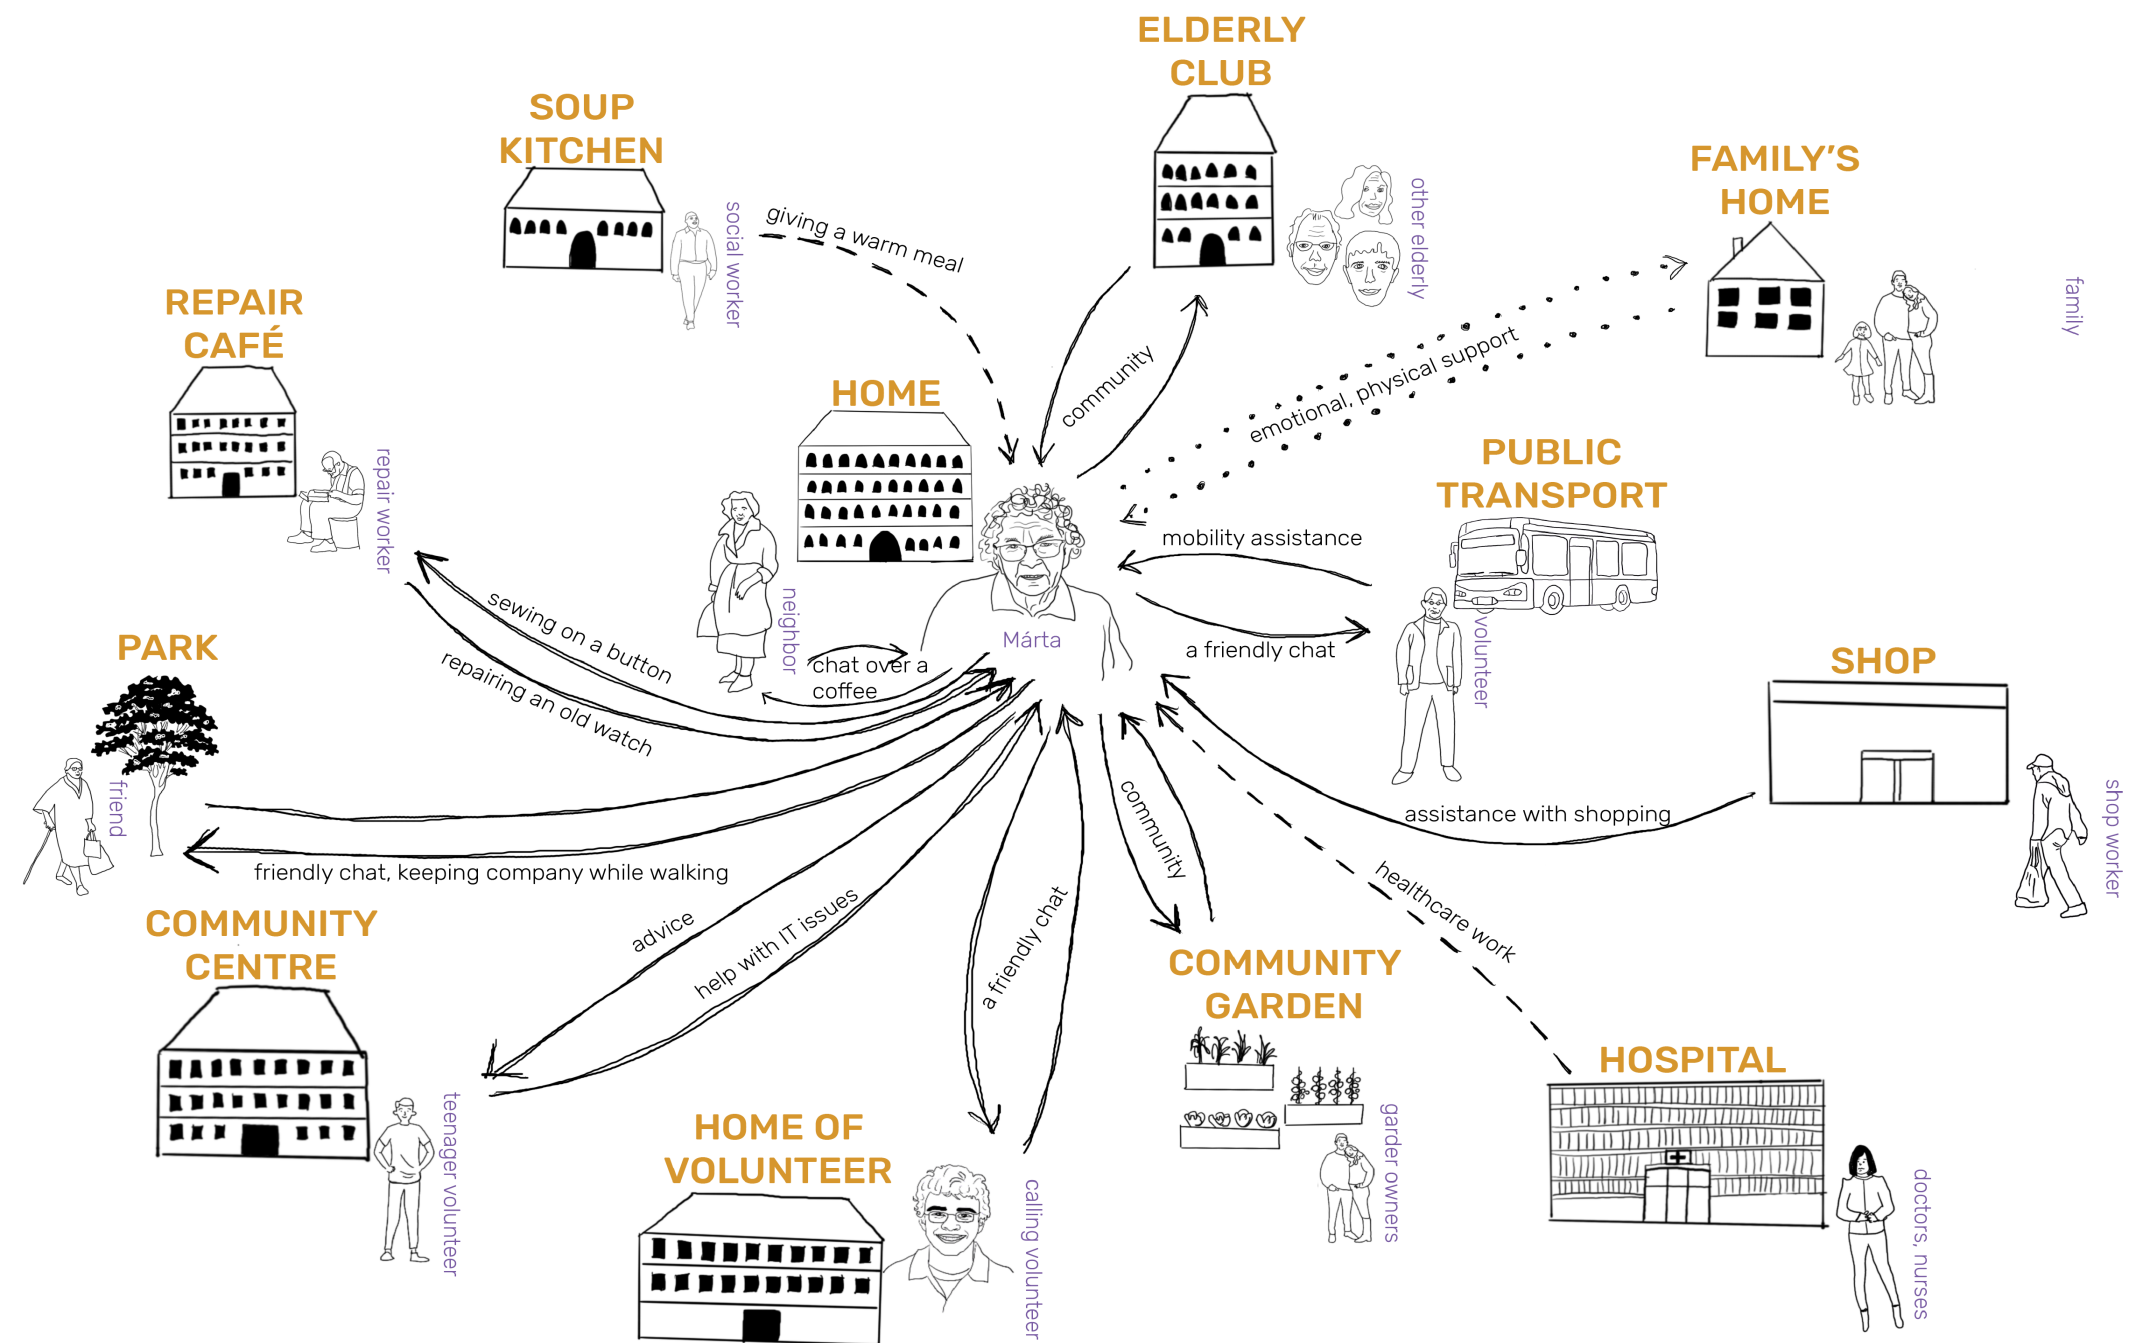 ELDERLY
CLUB
other elderly
SOUP
KITCHEN
social worker
giving a warm meal
FAMILY'S
HOME
family
REPAIR
CAFÉ
repair worker
HOME
community
emotional, physical support
PUBLIC
TRANSPORT
volunteer
mobility assistance
a friendly chat
neighbor
Márta
chat over a
coffee
sewing on a button
repairing an old watch
PARK
friend
friendly chat, keeping company while walking
SHOP
shop worker
assistance with shopping
COMMUNITY
CENTRE
teenager volunteer
advice
help with IT issues
a friendly chat
community
healthcare work
COMMUNITY
GARDEN
garder owners
HOSPITAL
doctors, nurses
HOME OF
VOLUNTEER
calling volunteer